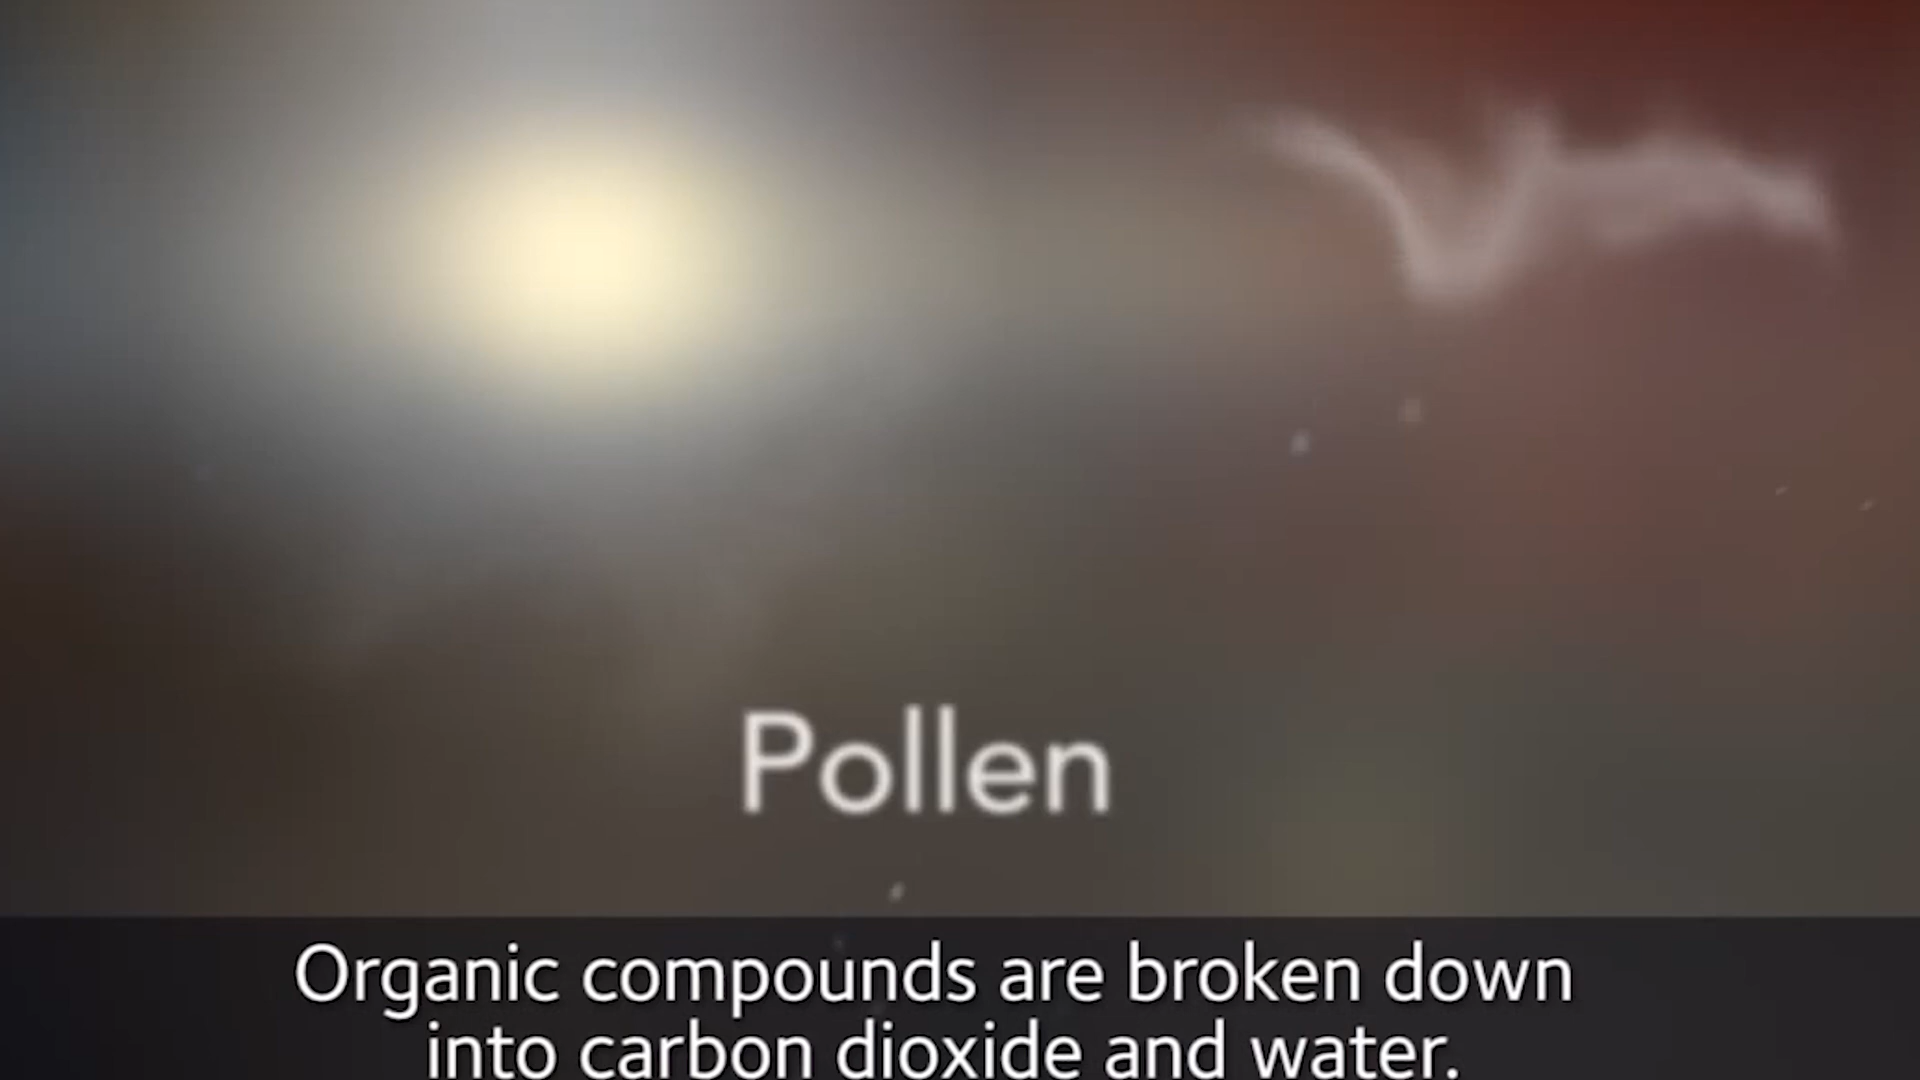 Pollen
Organic compounds are broken down
into carbon dioxide and water.